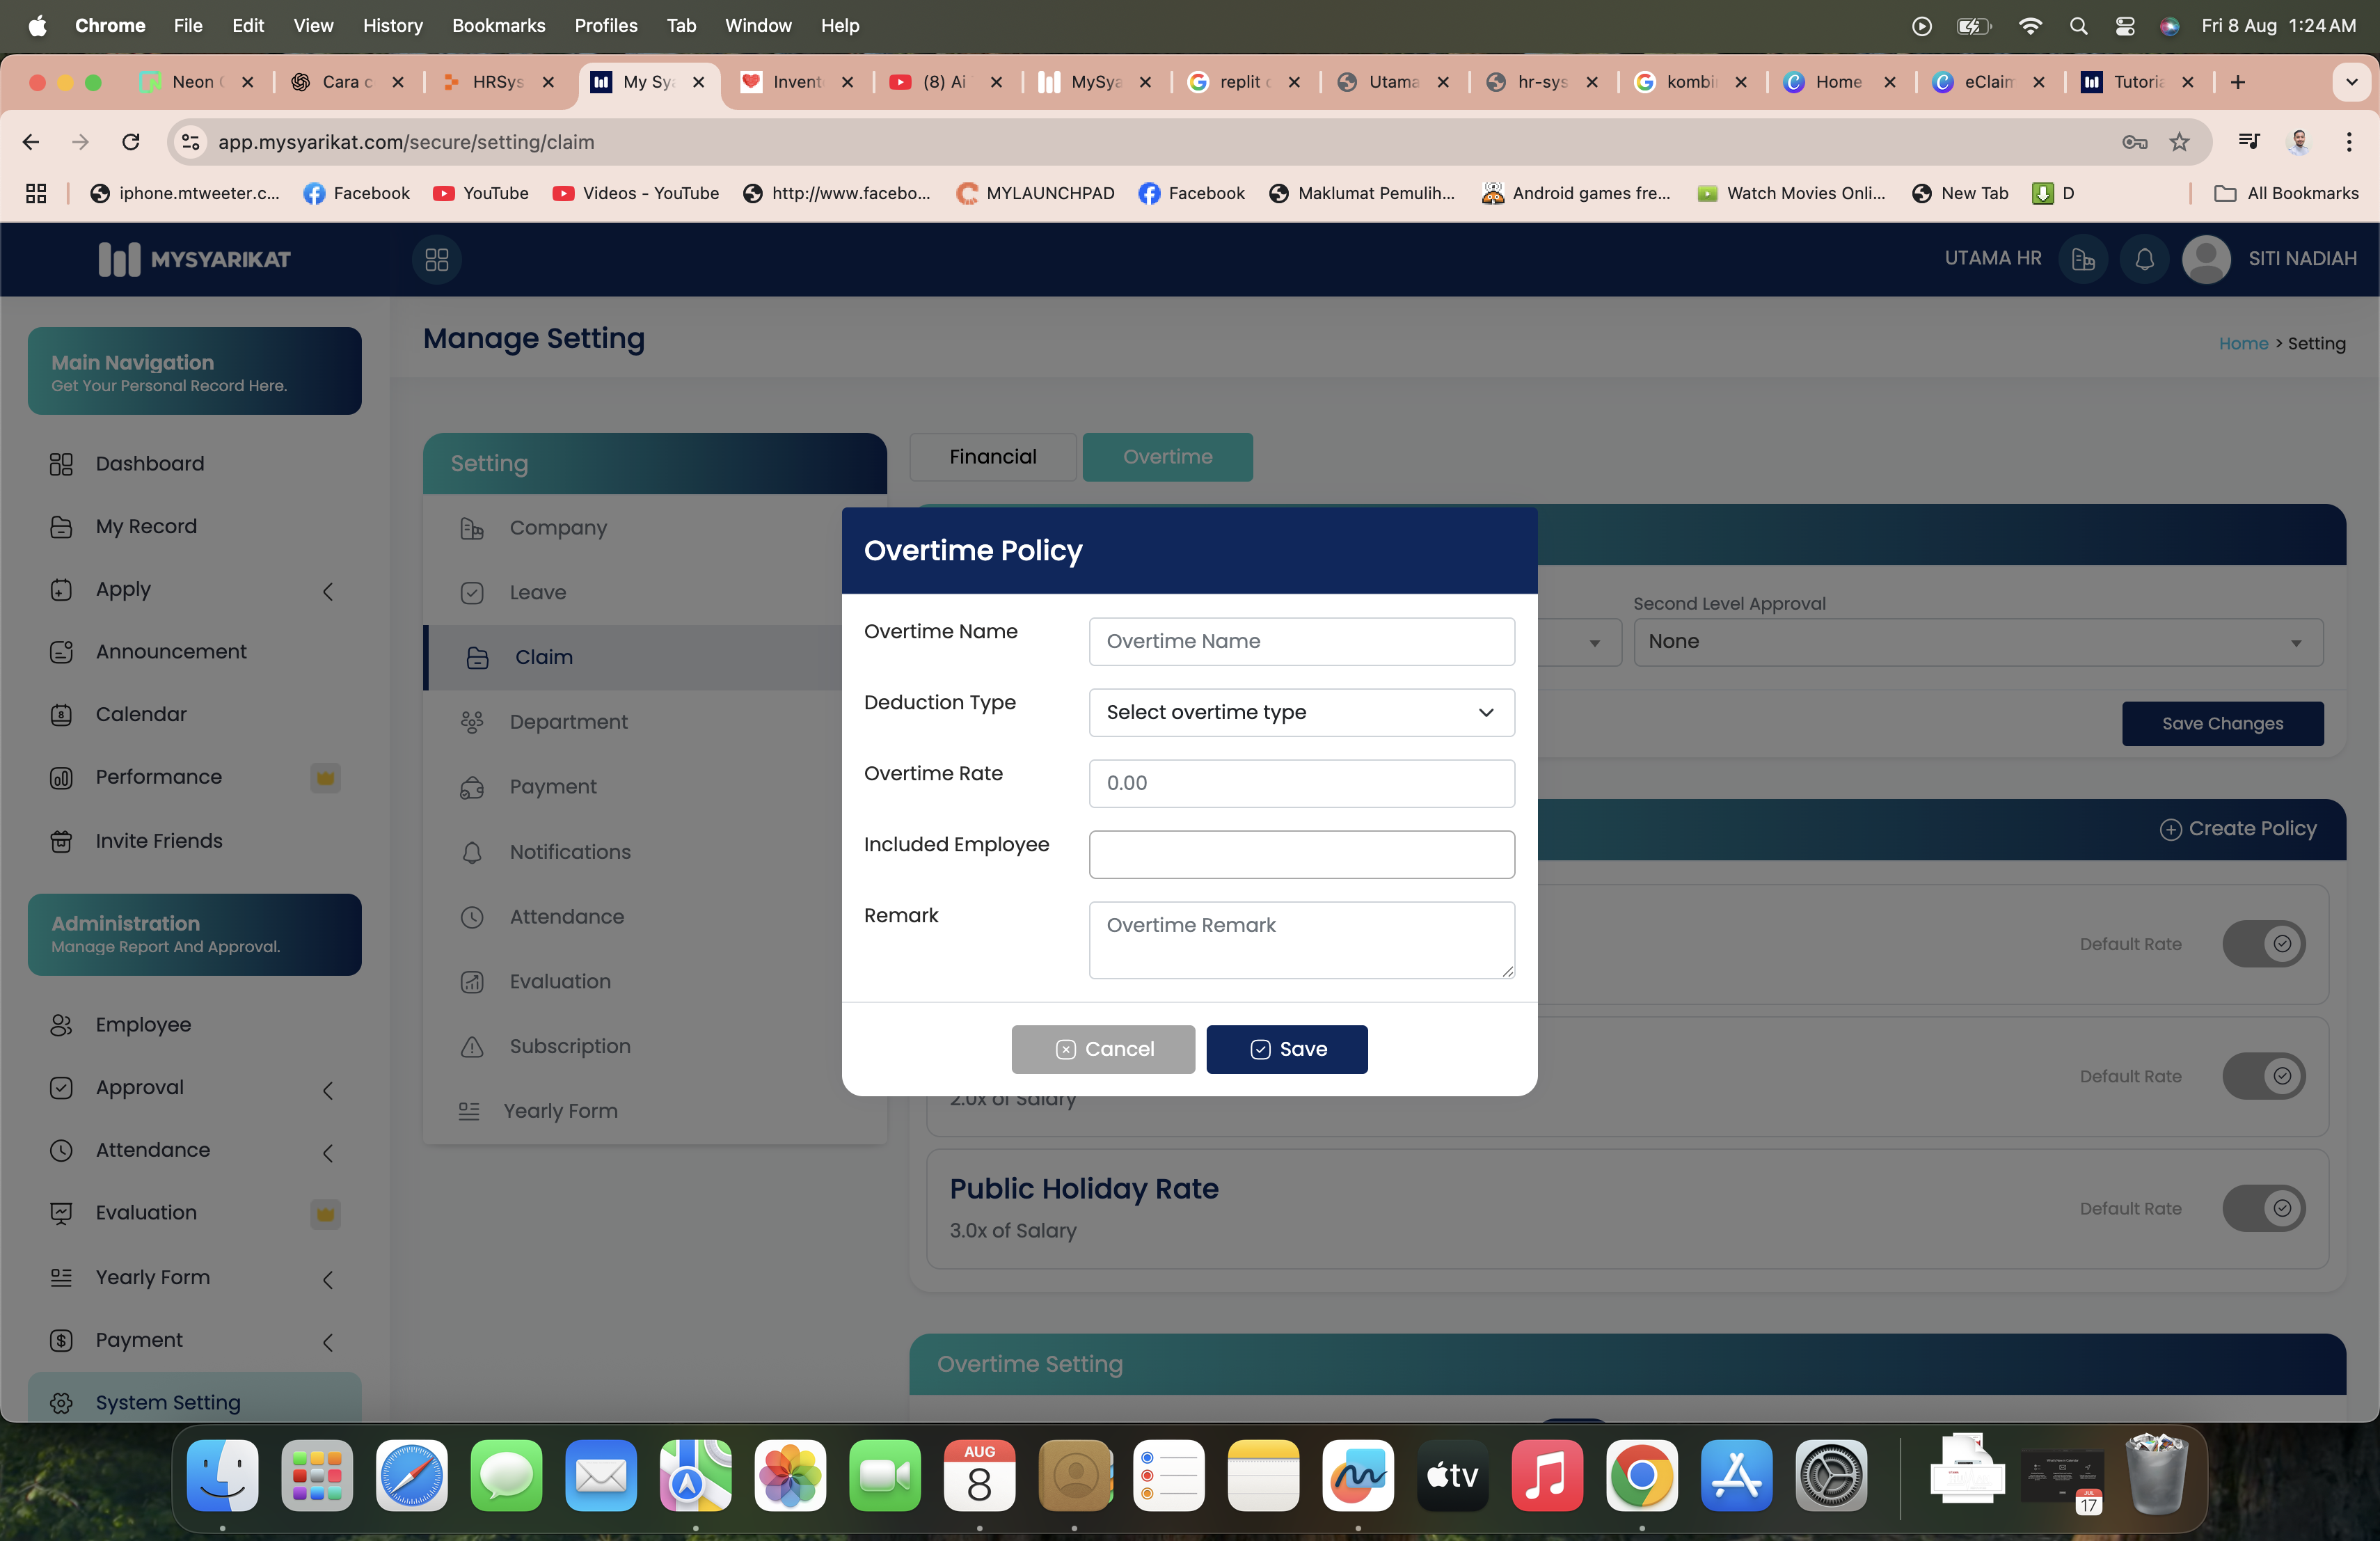 Chrome File Edit View History Bookmarks Profiles Tab Window Help
Fri 8 Aug 1:24 AM
Neon
Cara c
HRSys
My Sya
Invent
(8) Ai
MySya
replit c
Utama
hr-sys
kombi
Home
eClaim
Tutoria
app.mysyarikat.com/secure/setting/claim
iphone.mtweeter.c...
Facebook
YouTube
Videos - YouTube
http://www.facebo...
MYLAUNCHPAD
Facebook
Maklumat Pemulih...
Android games fre...
Watch Movies Onli...
New Tab
D
All Bookmarks
MYSYARIKAT
UTAMA HR
SITI NADIAH
Main Navigation
Get Your Personal Record Here.
Dashboard
My Record
Apply
Announcement
Calendar
Performance
Invite Friends
Administration
Manage Report And Approval.
Employee
Approval
Attendance
Evaluation
Yearly Form
Payment
System Setting
Manage Setting
Home > Setting
Setting
Company
Leave
Claim
Department
Payment
Notifications
Attendance
Evaluation
Subscription
Yearly Form
Financial
Overtime
Second Level Approval
None
Save Changes
Create Policy
Default Rate
Default Rate
2.0x of Salary
Public Holiday Rate
3.0x of Salary
Default Rate
Overtime Setting
Overtime Policy
Overtime Name
Overtime Name
Deduction Type
Select overtime type
Overtime Rate
0.00
Included Employee
Remark
Overtime Remark
Cancel
Save
AUG
8
tv
JUL
17